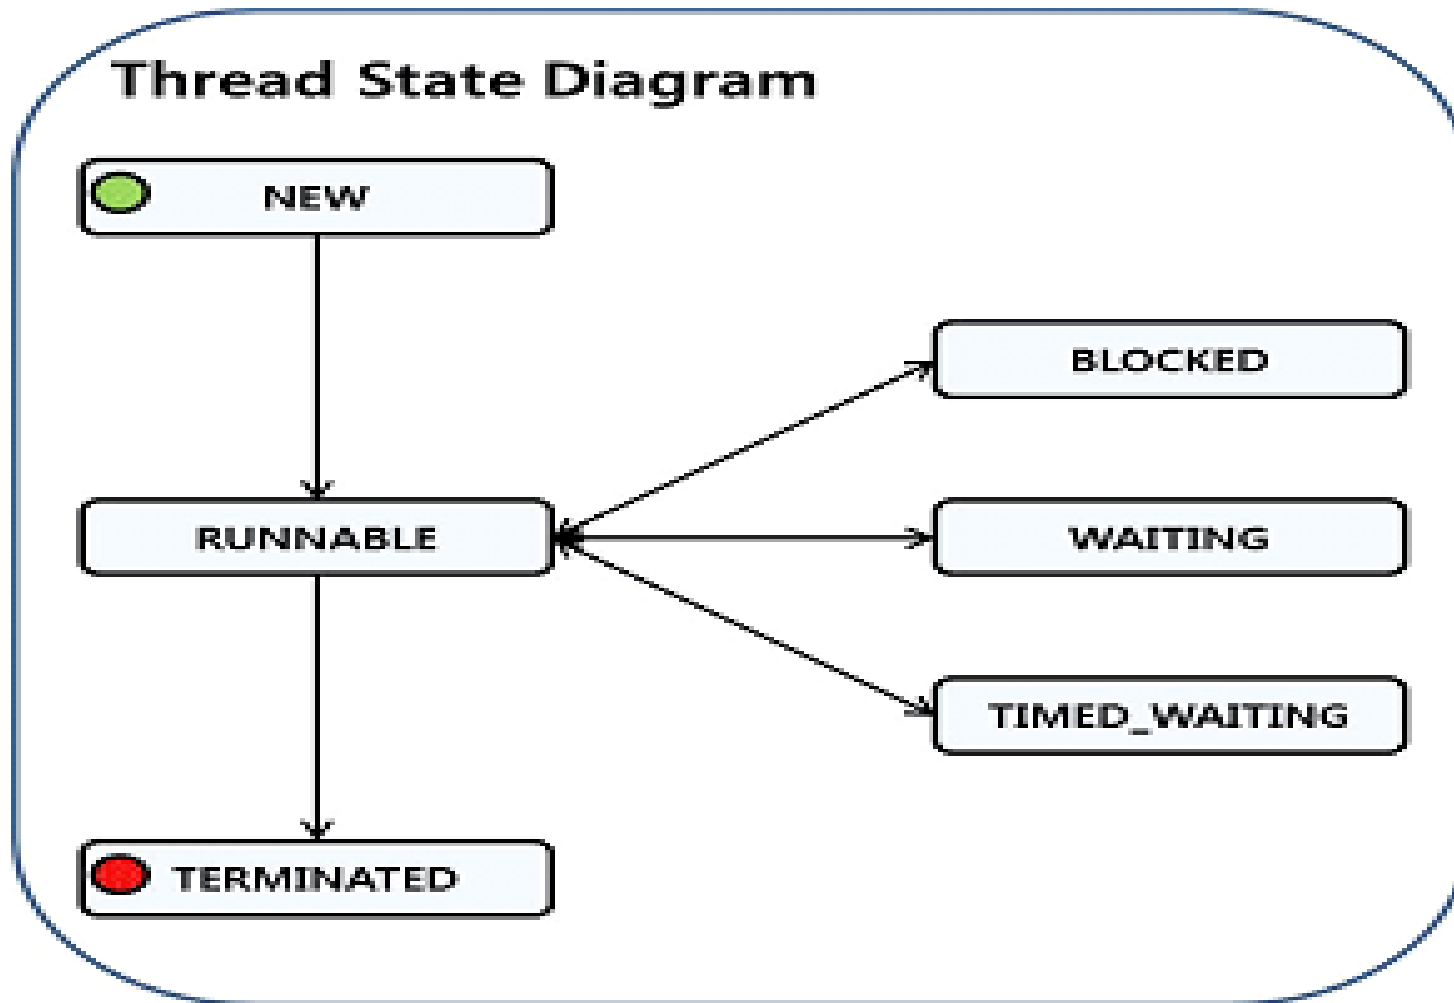 Thread State Diagram
NEW
BLOCKED
RUNNABLE
WAITING
TIMED_WAITING
TERMINATED